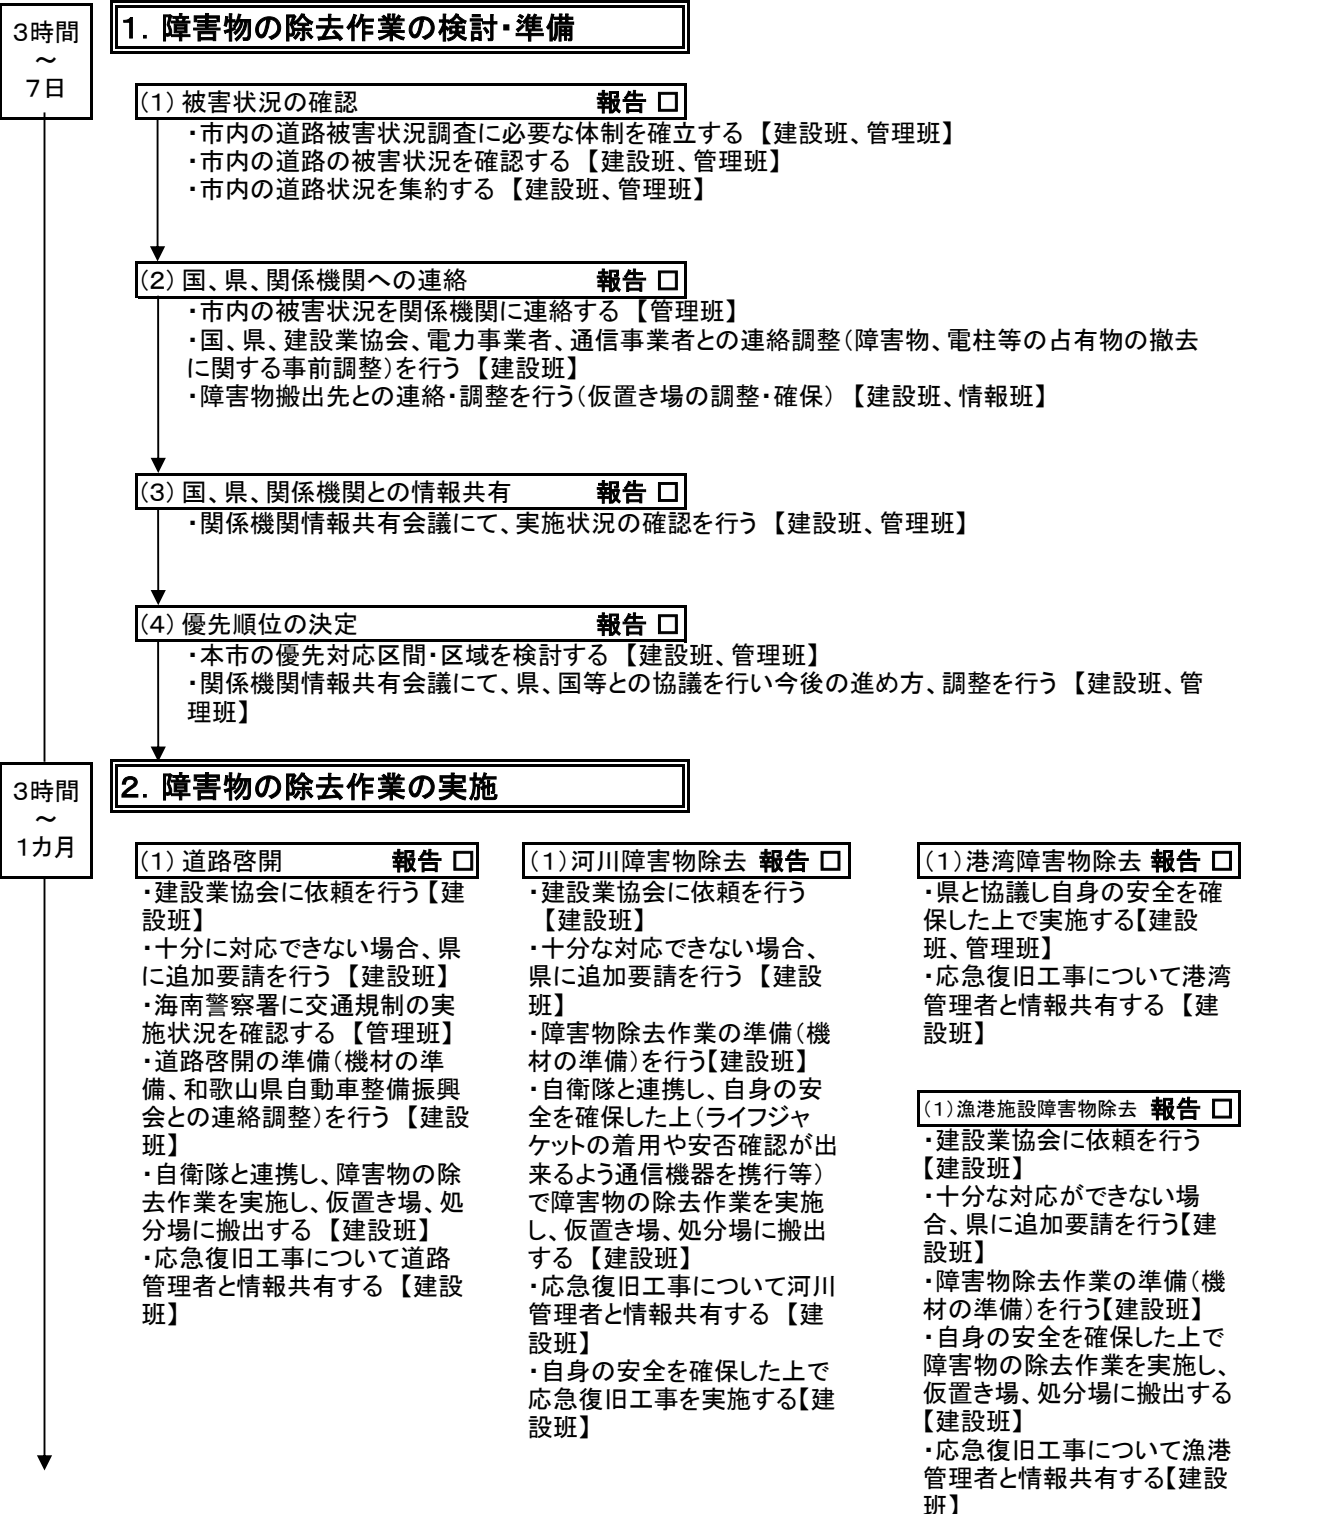 3時間
～
7日
1．障害物の除去作業の検討・準備
(1) 被害状況の確認 報告 □
・市内の道路被害状況調査に必要な体制を確立する 【建設班、管理班】
・市内の道路の被害状況を確認する 【建設班、管理班】
・市内の道路状況を集約する 【建設班、管理班】
(2) 国、県、関係機関への連絡 報告 □
・市内の被害状況を関係機関に連絡する 【管理班】
・国、県、建設業協会、電力事業者、通信事業者との連絡調整（障害物、電柱等の占有物の撤去
に関する事前調整）を行う 【建設班】
・障害物搬出先との連絡・調整を行う（仮置き場の調整・確保） 【建設班、情報班】
(3) 国、県、関係機関との情報共有 報告 □
・関係機関情報共有会議にて、実施状況の確認を行う 【建設班、管理班】
(4) 優先順位の決定 報告 □
・本市の優先対応区間・区域を検討する 【建設班、管理班】
・関係機関情報共有会議にて、県、国等との協議を行い今後の進め方、調整を行う 【建設班、管
理班】
3時間
～
1カ月
2．障害物の除去作業の実施
(1) 道路啓開 報告 □
・建設業協会に依頼を行う【建
設班】
・十分に対応できない場合、県
に追加要請を行う 【建設班】
・海南警察署に交通規制の実
施状況を確認する 【管理班】
・道路啓開の準備（機材の準
備、和歌山県自動車整備振興
会との連絡調整）を行う 【建設
班】
・自衛隊と連携し、障害物の除
去作業を実施し、仮置き場、処
分場に搬出する 【建設班】
・応急復旧工事について道路
管理者と情報共有する 【建設
班】
(1)河川障害物除去 報告 □
・建設業協会に依頼を行う
【建設班】
・十分な対応できない場合、
県に追加要請を行う 【建設
班】
・障害物除去作業の準備（機
材の準備）を行う【建設班】
・自衛隊と連携し、自身の安
全を確保した上（ライフジャ
ケットの着用や安否確認が出
来るよう通信機器を携行等）
で障害物の除去作業を実施
し、仮置き場、処分場に搬出
する 【建設班】
・応急復旧工事について河川
管理者と情報共有する 【建
設班】
・自身の安全を確保した上で
応急復旧工事を実施する【建
設班】
(1)港湾障害物除去 報告 □
・県と協議し自身の安全を確
保した上で実施する【建設
班、管理班】
・応急復旧工事について港湾
管理者と情報共有する 【建
設班】
(1)漁港施設障害物除去 報告 □
・建設業協会に依頼を行う
【建設班】
・十分な対応ができない場
合、県に追加要請を行う【建
設班】
・障害物除去作業の準備（機
材の準備）を行う【建設班】
・自身の安全を確保した上で
障害物の除去作業を実施し、
仮置き場、処分場に搬出する
【建設班】
・応急復旧工事について漁港
管理者と情報共有する【建設
班】